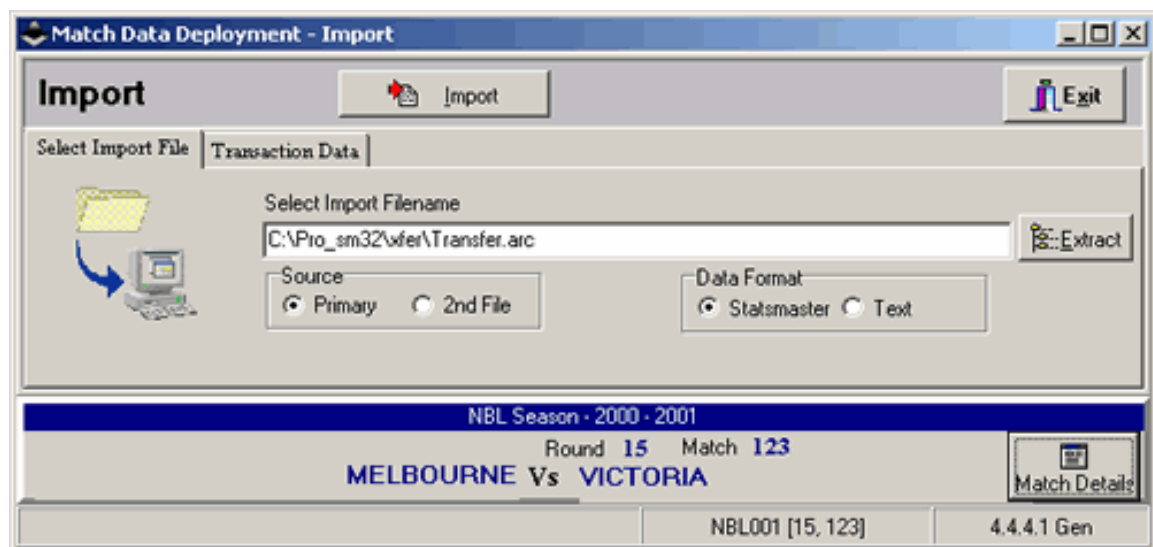 Match Data Deployment - Import
Import
Import
Exit
Select Import File
Transaction Data
Select Import Filename
C:\Pro_sm32\xfer\Transfer.arc
Extract
Source
Primary
2nd File
Data Format
Statsmaster
Text
NBL Season - 2000 - 2001
Round 15 Match 123
MELBOURNE Vs VICTORIA
Match Details
NBL001 [15, 123]
4.4.4.1 Gen